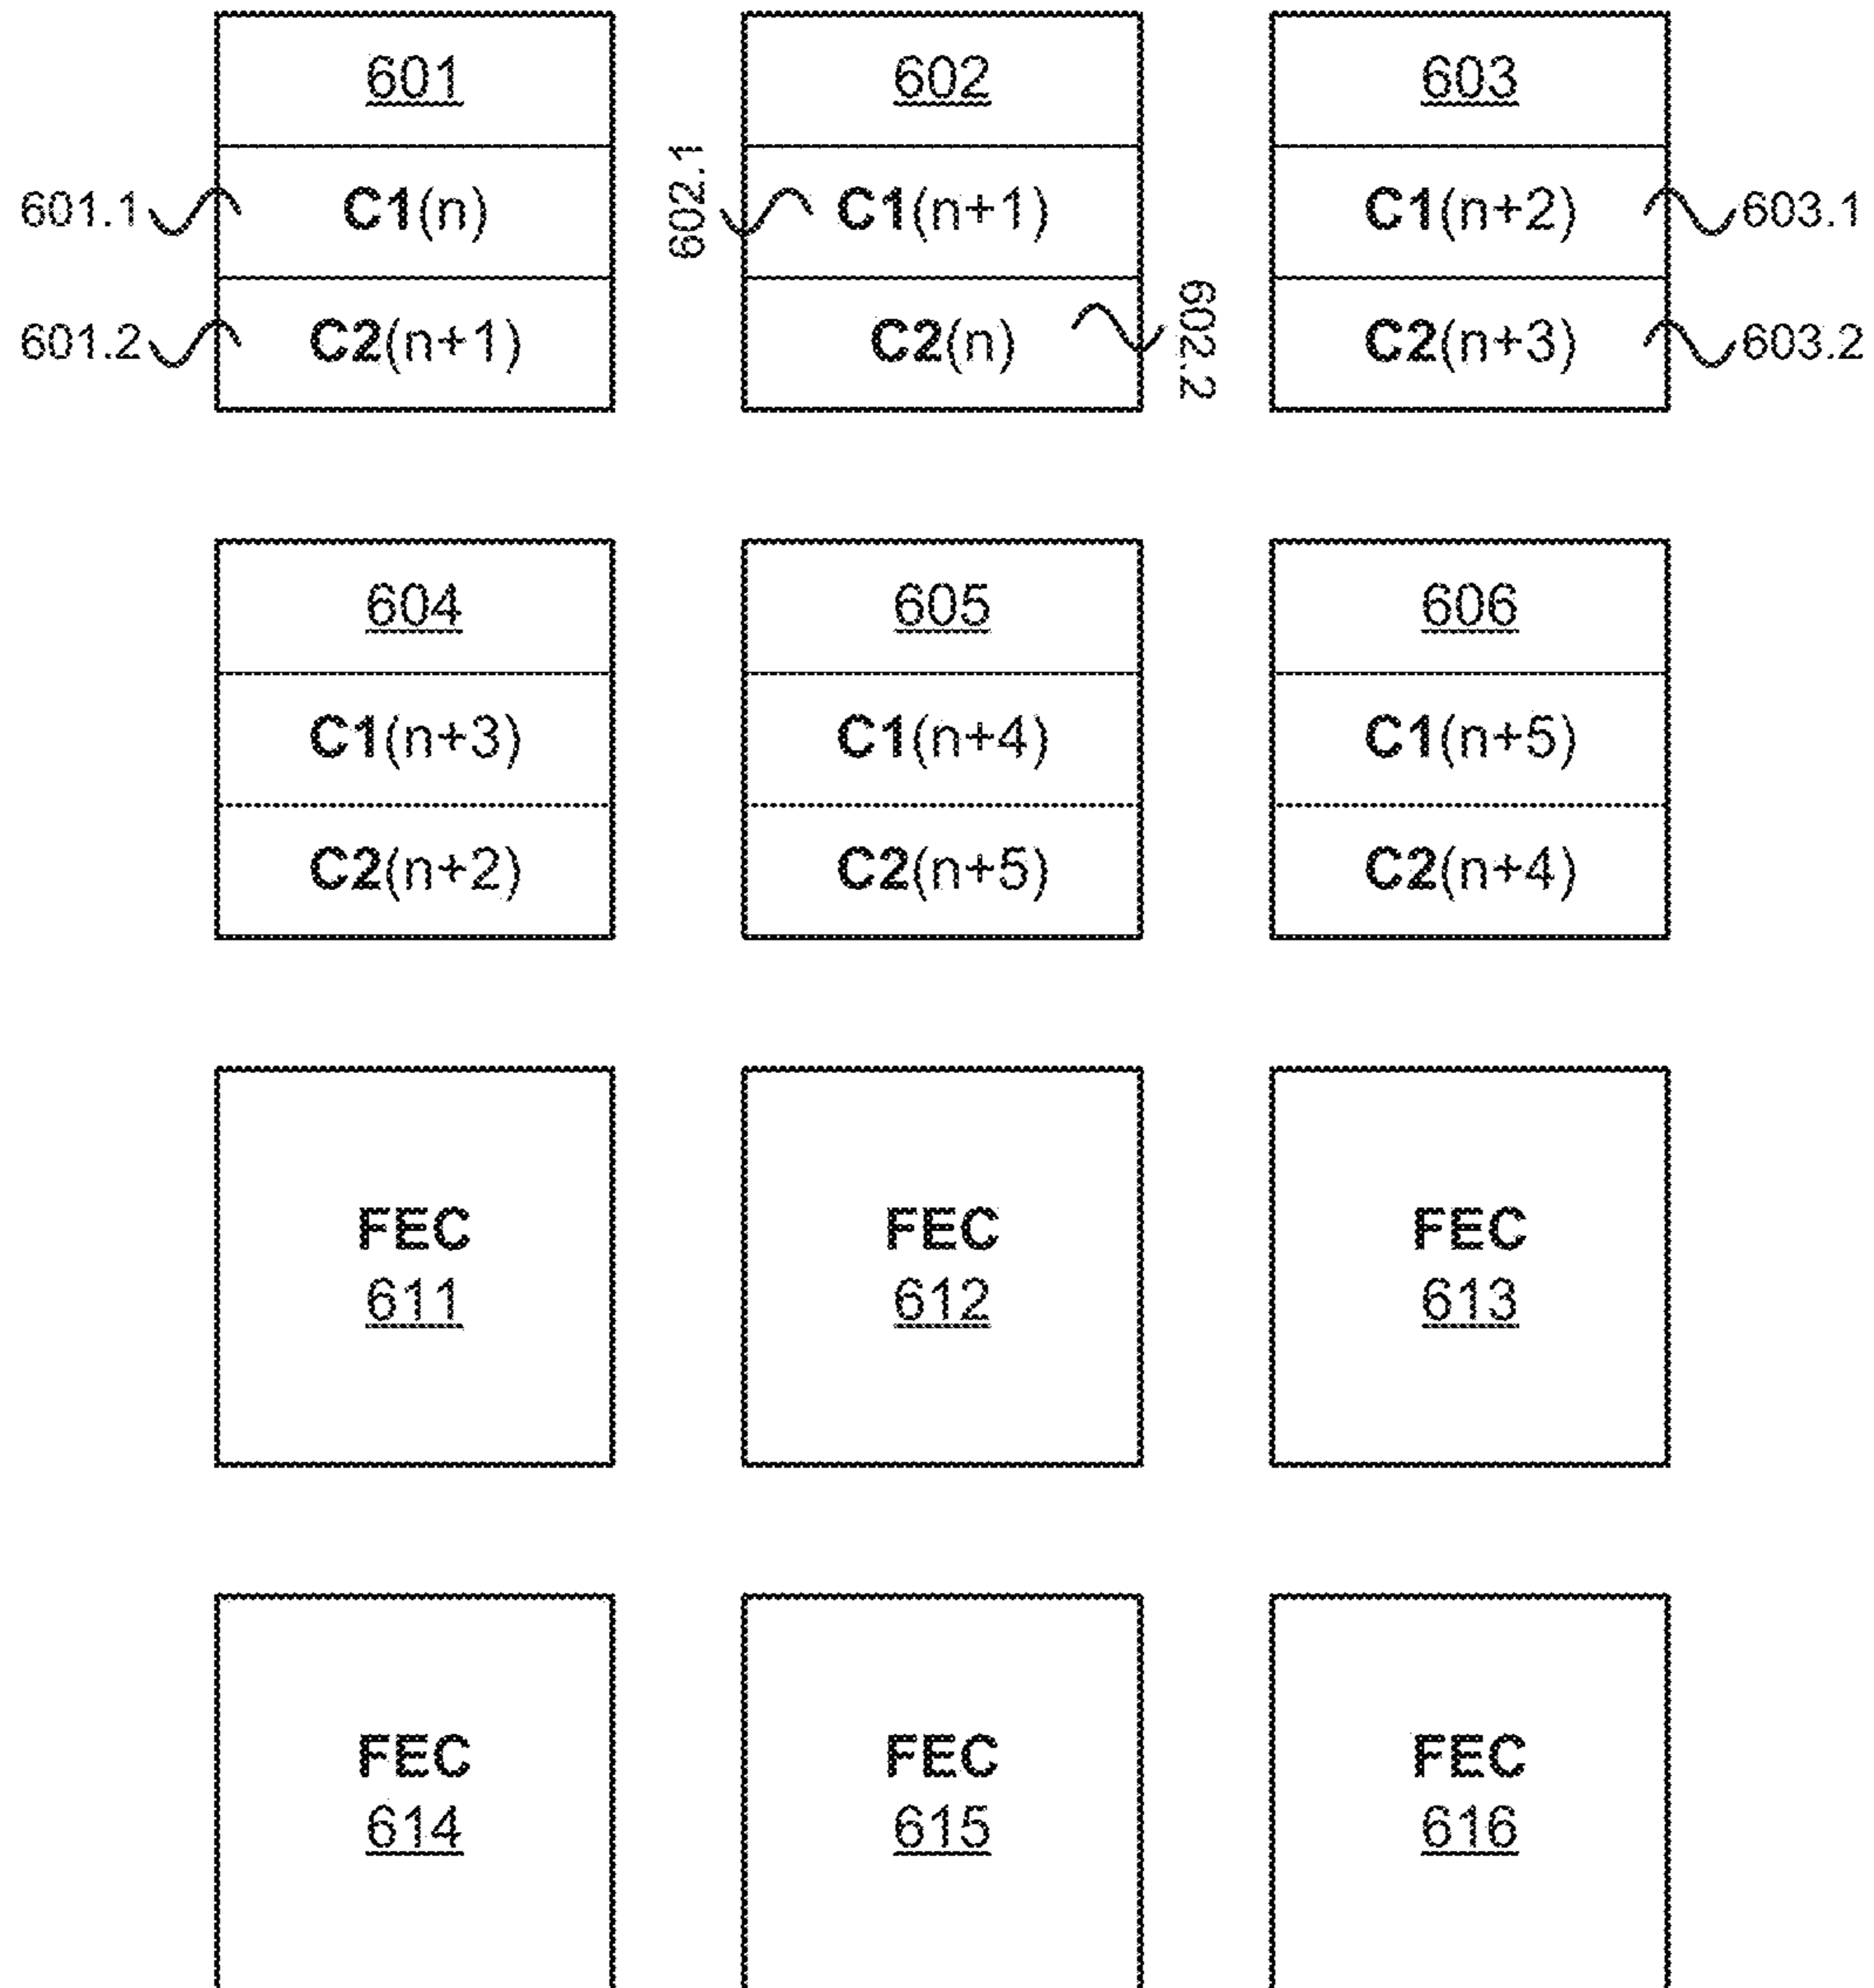 601
602
603
601.1
C1(n)
602.1
C1(n+1)
C1(n+2)
603.1
601.2
C2(n+1)
C2(n)
602.2
C2(n+3)
603.2
604
605
606
C1(n+3)
C1(n+4)
C1(n+5)
C2(n+2)
C2(n+5)
C2(n+4)
FEC
611
FEC
612
FEC
613
FEC
614
FEC
615
FEC
616